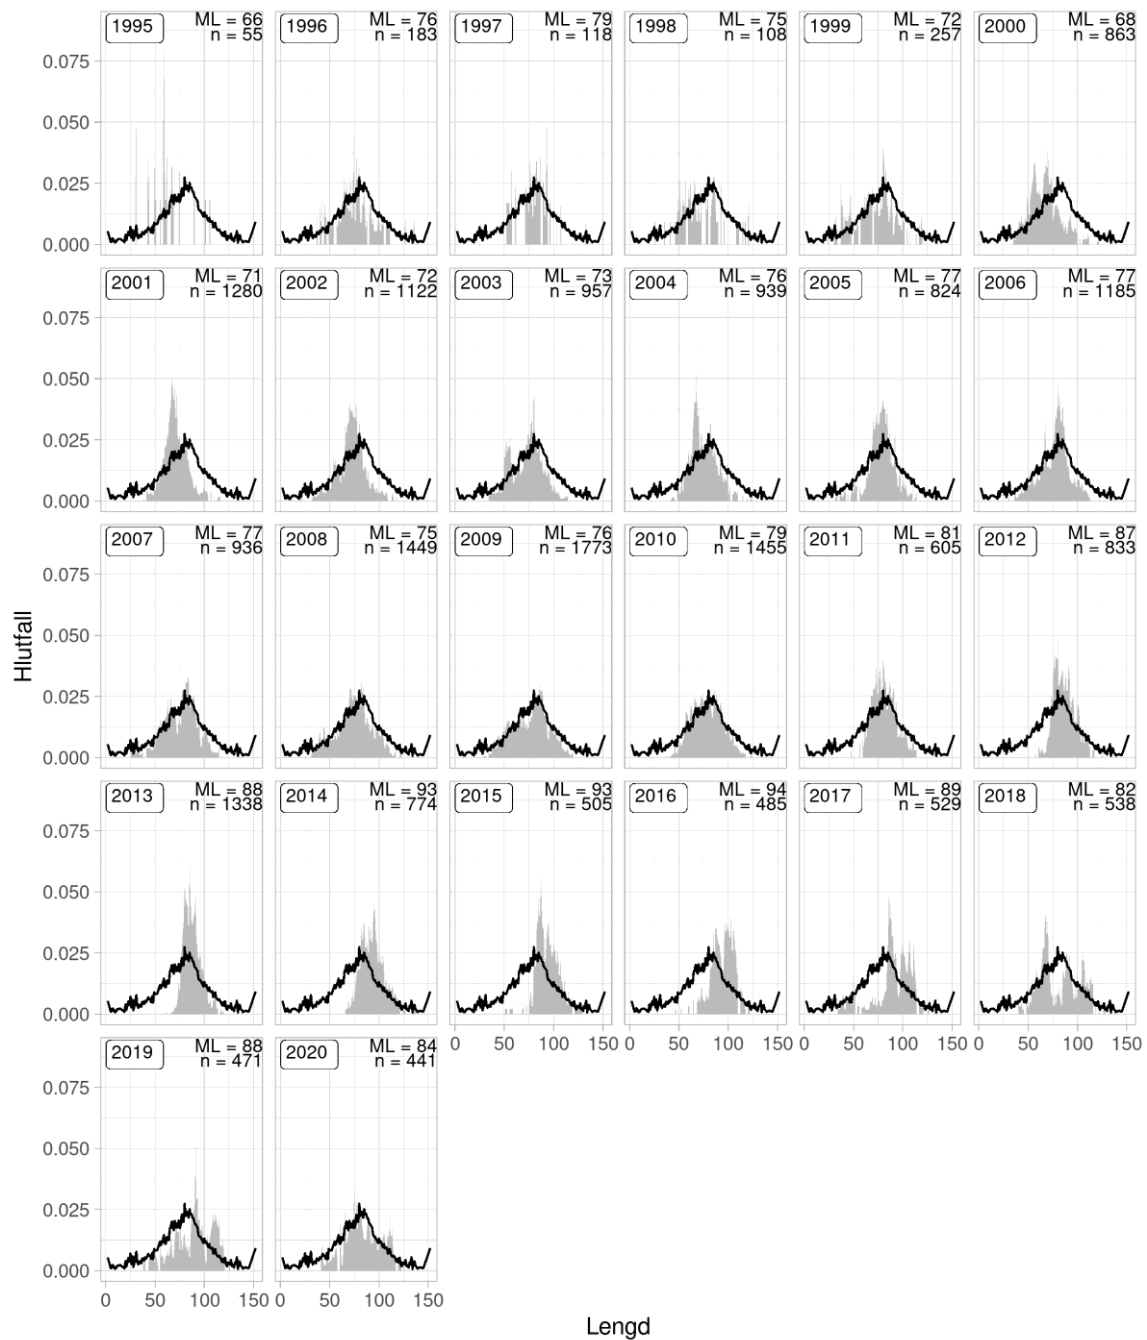 1995 ML = 66
n = 55
1996 ML = 76
n = 183
1997 ML = 79
n = 118
1998 ML = 75
n = 108
1999 ML = 72
n = 257
2000 ML = 68
n = 863
0.075
0.050
0.025
0.000
2001 ML = 71
n = 1280
2002 ML = 72
n = 1122
2003 ML = 73
n = 957
2004 ML = 76
n = 939
2005 ML = 77
n = 824
2006 ML = 77
n = 1185
0.075
0.050
0.025
0.000
2007 ML = 77
n = 936
2008 ML = 75
n = 1449
2009 ML = 76
n = 1773
2010 ML = 79
n = 1455
2011 ML = 81
n = 605
2012 ML = 87
n = 833
0.075
0.050
0.025
0.000
Hlutfall
2013 ML = 88
n = 1338
2014 ML = 93
n = 774
2015 ML = 93
n = 505
2016 ML = 94
n = 485
2017 ML = 89
n = 529
2018 ML = 82
n = 538
0.075
0.050
0.025
0.000
0 50 100 150 0 50 100 150 0 50 100 150 0 50 100 150
2019 ML = 88
n = 471
2020 ML = 84
n = 441
0.075
0.050
0.025
0.000
0 50 100 150 0 50 100 150
Lengd